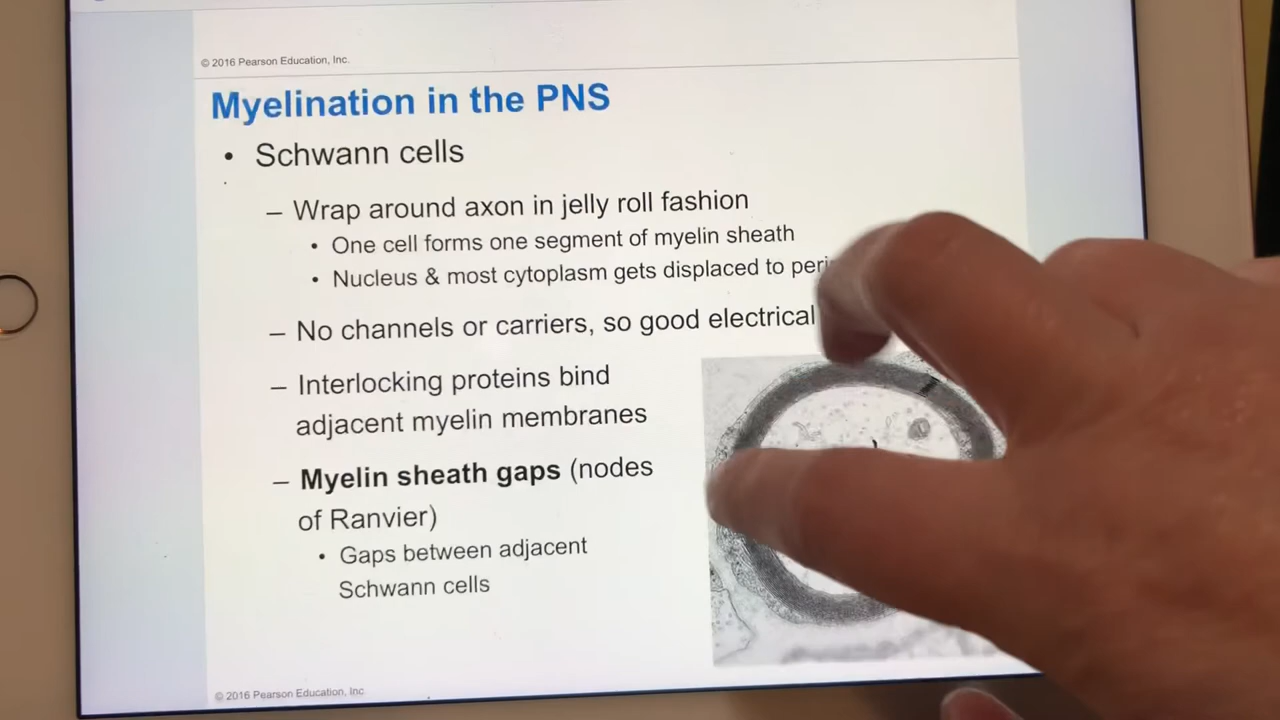 © 2016 Pearson Education, Inc.
Myelination in the PNS
• Schwann cells
– Wrap around axon in jelly roll fashion
• One cell forms one segment of myelin sheath
• Nucleus & most cytoplasm gets displaced to
– No channels or carriers, so good electrical
– Interlocking proteins bind
adjacent myelin membranes
– Myelin sheath gaps (nodes
of Ranvier)
• Gaps between adjacent
Schwann cells
© 2016 Pearson Education, Inc